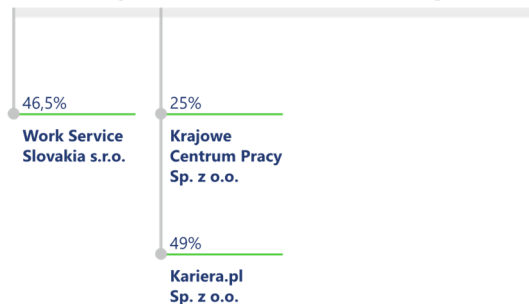 46,5%
Work Service
Slovakia s.r.o.
25%
Krajowe
Centrum Pracy
Sp. z o.o.
49%
Kariera.pl
Sp. z o.o.